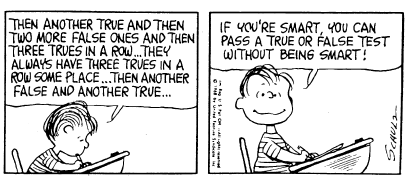 THEN ANOTHER TRUE AND THEN
TWO MORE FALSE ONES AND THEN
THREE TRUES IN A ROW...THEY
ALWAYS HAVE THREE TRUES IN A
ROW SOME PLACE...THEN ANOTHER
FALSE AND ANOTHER TRUE...
IF YOU'RE SMART, YOU CAN
PASS A TRUE OR FALSE TEST
WITHOUT BEING SMART!
SCHULZ